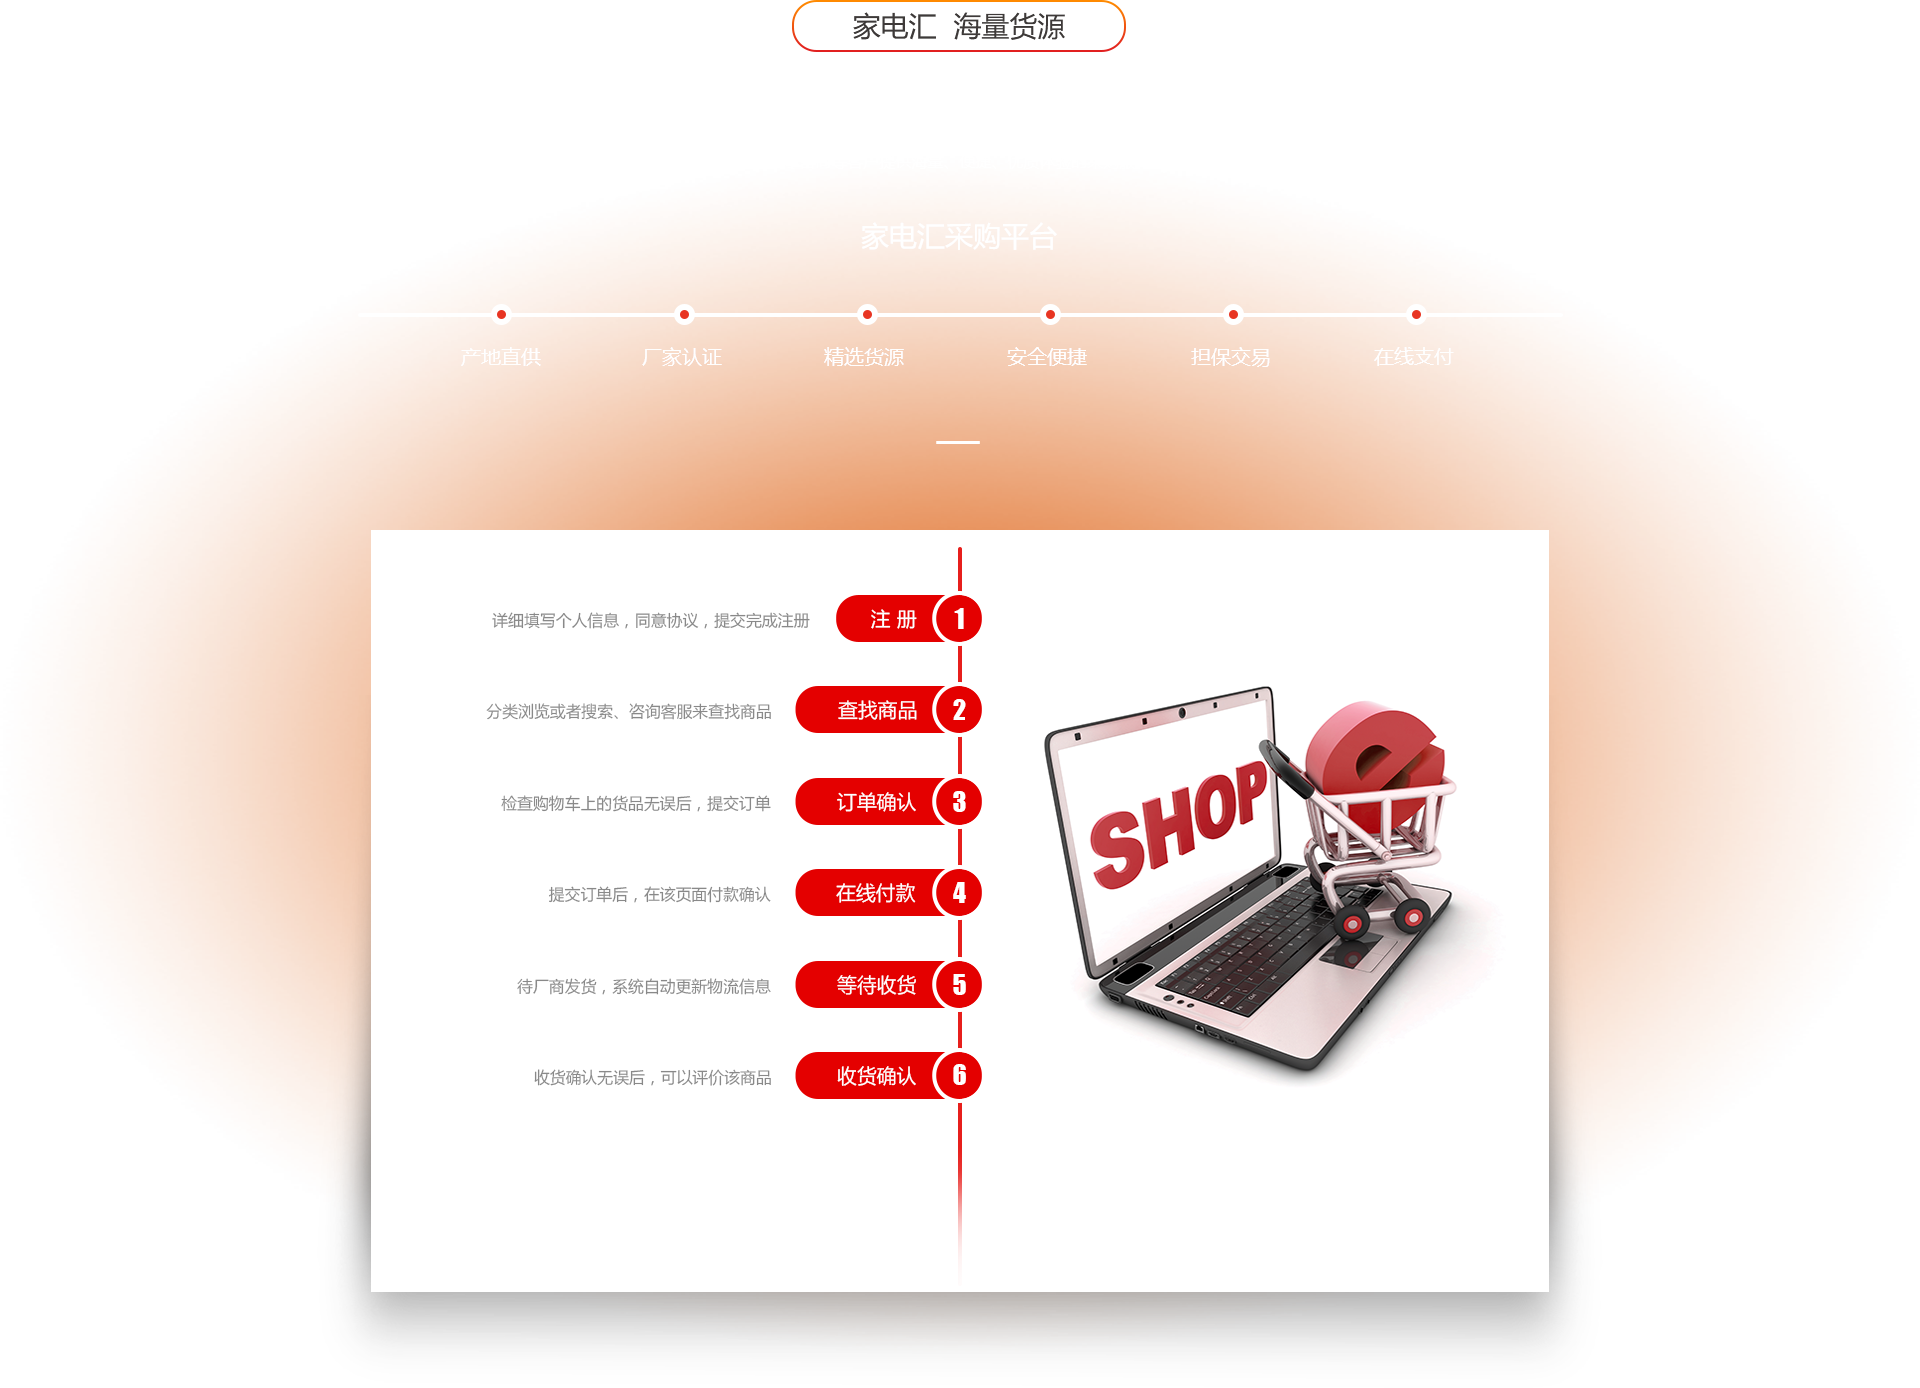 家电汇 海量货源
家电汇采购平台
产地直供 厂家认证 精选货源 安全便捷 担保交易 在线支付
详细填写个人信息，同意协议，提交完成注册 注 册 1
分类浏览或者搜索、咨询客服来查找商品 查找商品 2
检查购物车上的货品无误后，提交订单 订单确认 3
提交订单后，在该页面付款确认 在线付款 4
待厂商发货，系统自动更新物流信息 等待收货 5
收货确认无误后，可以评价该商品 收货确认 6
SHOP
e